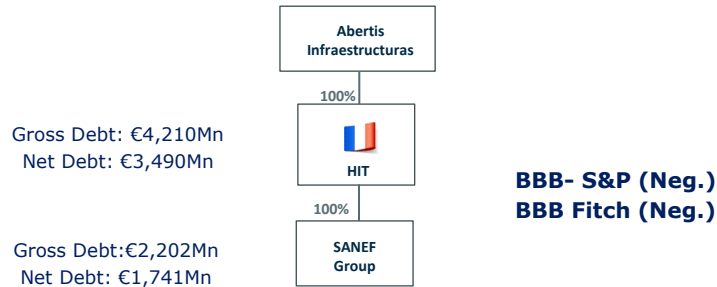 Abertis
Infraestructuras
100%
Gross Debt: €4,210Mn
Net Debt: €3,490Mn
HIT
BBB- S&P (Neg.)
BBB Fitch (Neg.)
100%
Gross Debt:€2,202Mn
Net Debt: €1,741Mn
SANEF
Group